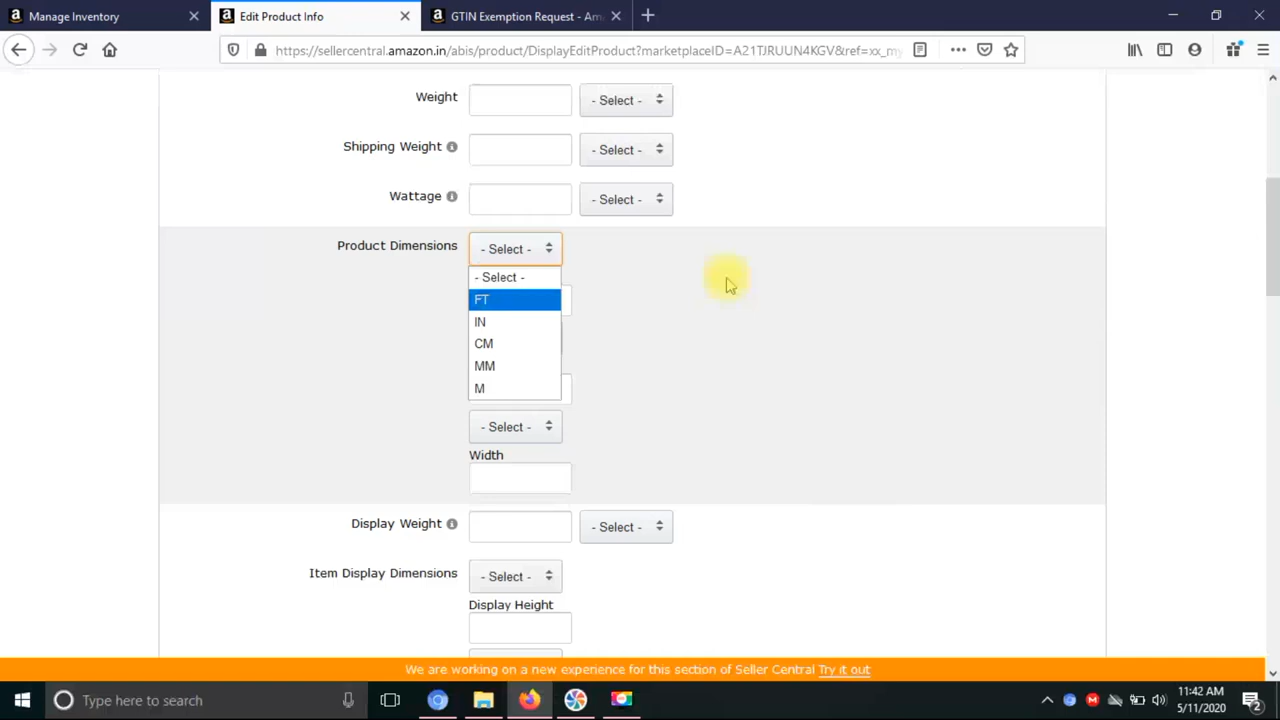 Manage Inventory
Edit Product Info
GTIN Exemption Request - Ama
https://sellercentral.amazon.in/abis/product/DisplayEditProduct?marketplaceID=A21TJRUUN4KGV&ref=xx_my
Weight - Select -
Shipping Weight - Select -
Wattage - Select -
Product Dimensions - Select -
- Select -
FT
IN
CM
MM
M
- Select -
Width
Display Weight - Select -
Item Display Dimensions - Select -
Display Height
We are working on a new experience for this section of Seller Central Try it out
Type here to search
11:42 AM
5/11/2020
2